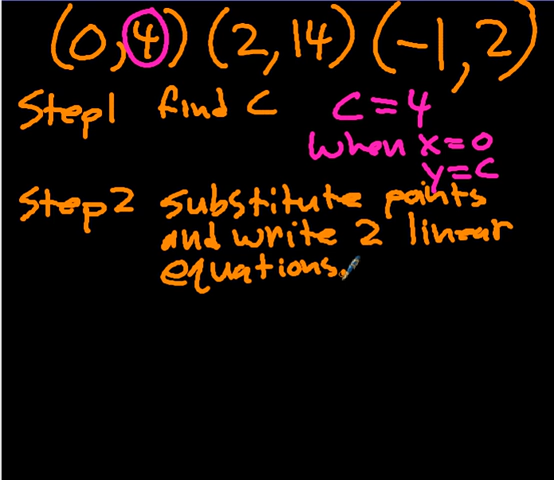 (0,4) (2,14) (-1,2)
Step1 find C C=4
when x=0
y=C
Step2 substitute points
and write 2 linear
equations.